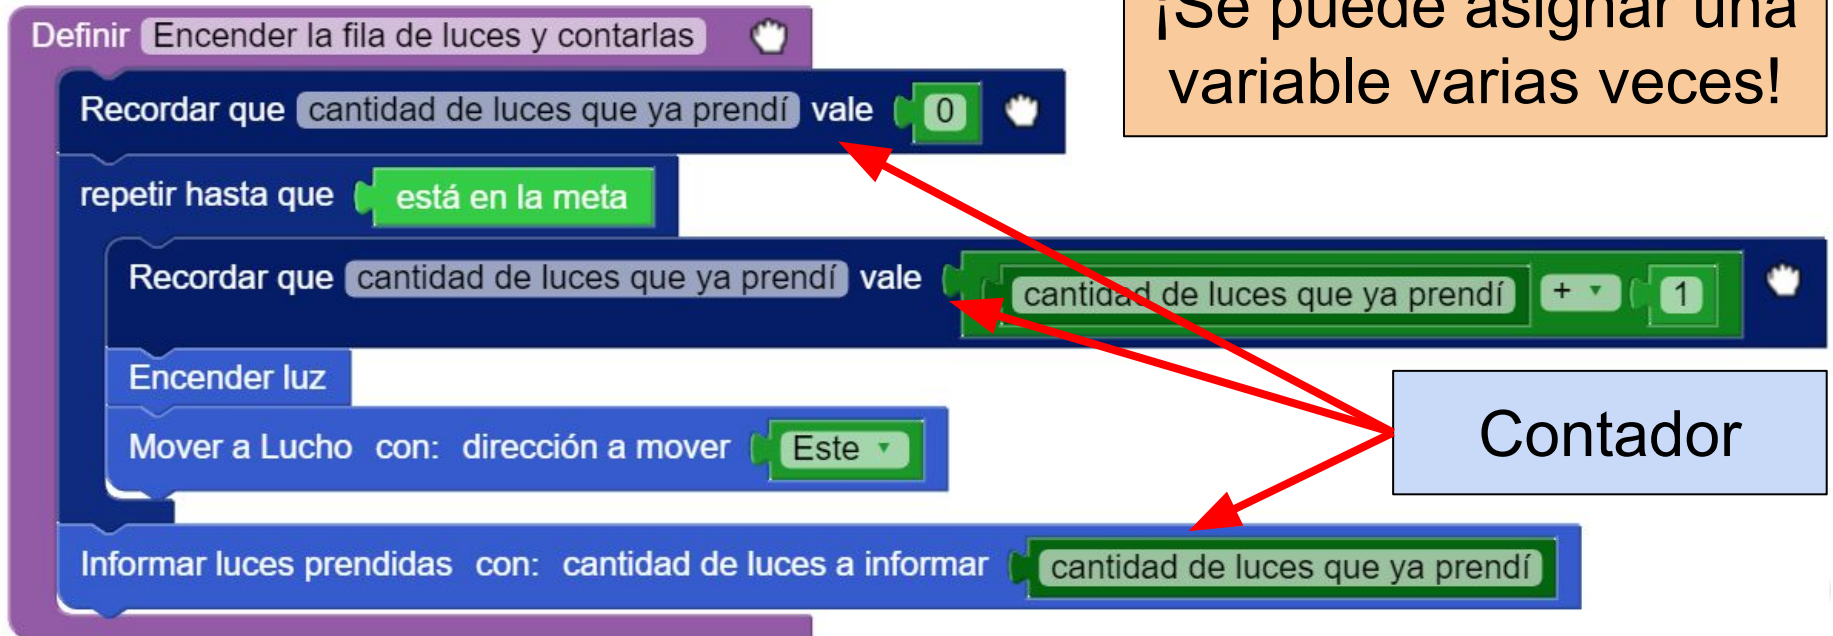 ¡Se puede asignar una
variable varias veces!
Definir Encender la fila de luces y contarlas
Recordar que cantidad de luces que ya prendí vale 0
repetir hasta que está en la meta
Recordar que cantidad de luces que ya prendí vale cantidad de luces que ya prendí + 1
Encender luz
Mover a Lucho con: dirección a mover Este
Contador
Informar luces prendidas con: cantidad de luces a informar cantidad de luces que ya prendí